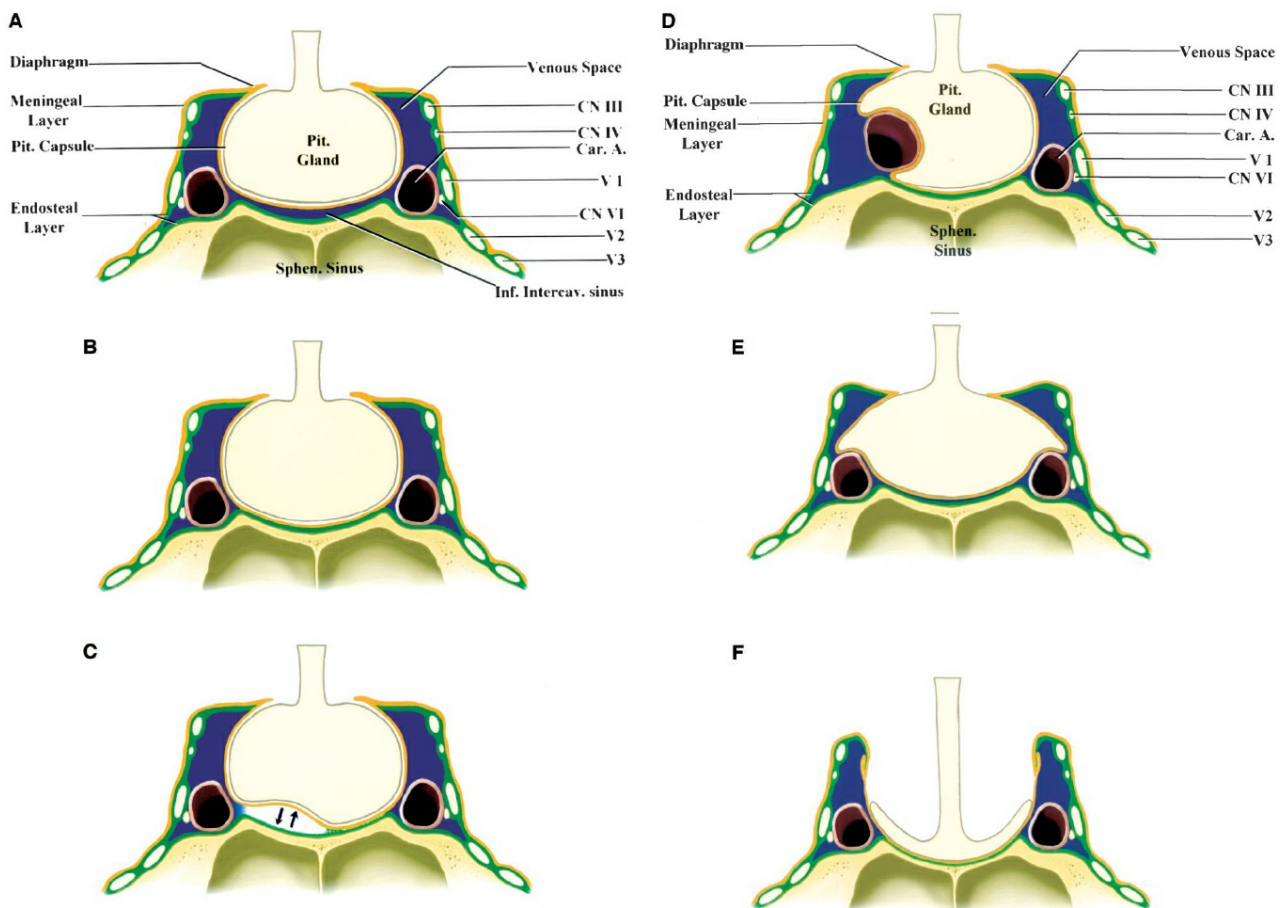 A
Diaphragm
Meningeal
Layer
Pit. Capsule
Endosteal
Layer
Pit.
Gland
Sphen. Sinus
Venous Space
CN III
CN IV
Car. A.
V 1
CN VI
V2
V3
Inf. Intercav. sinus
B
C
D
Diaphragm
Pit. Capsule
Meningeal
Layer
Endosteal
Layer
Pit.
Gland
Sphen.
Sinus
Venous Space
CN III
CN IV
Car. A.
V 1
CN VI
V2
V3
E
F